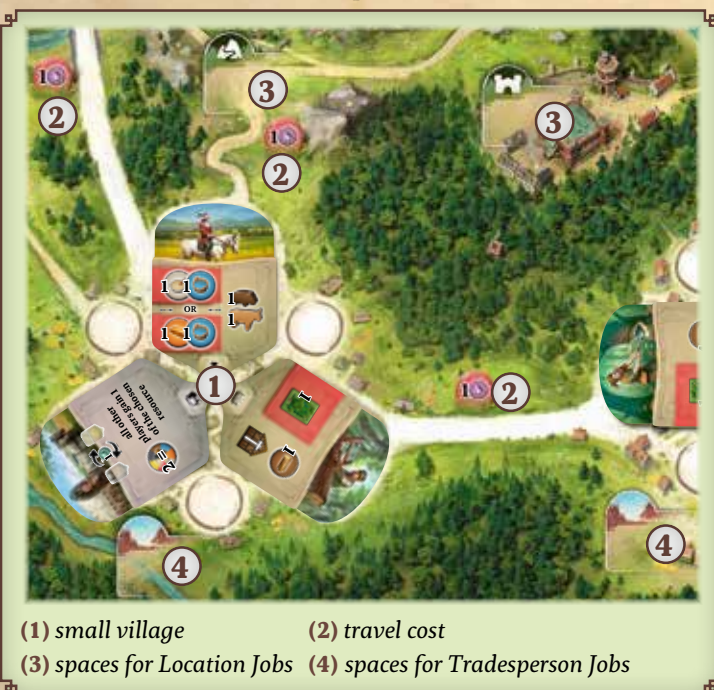 1
2
3
1
2
3
1 1
OR
1 1
1
1
1
all other
players gain 1
of the chosen
resource
1
2=
1
1
1
2
4
4
(1) small village
(2) travel cost
(3) spaces for Location Jobs
(4) spaces for Tradesperson Jobs